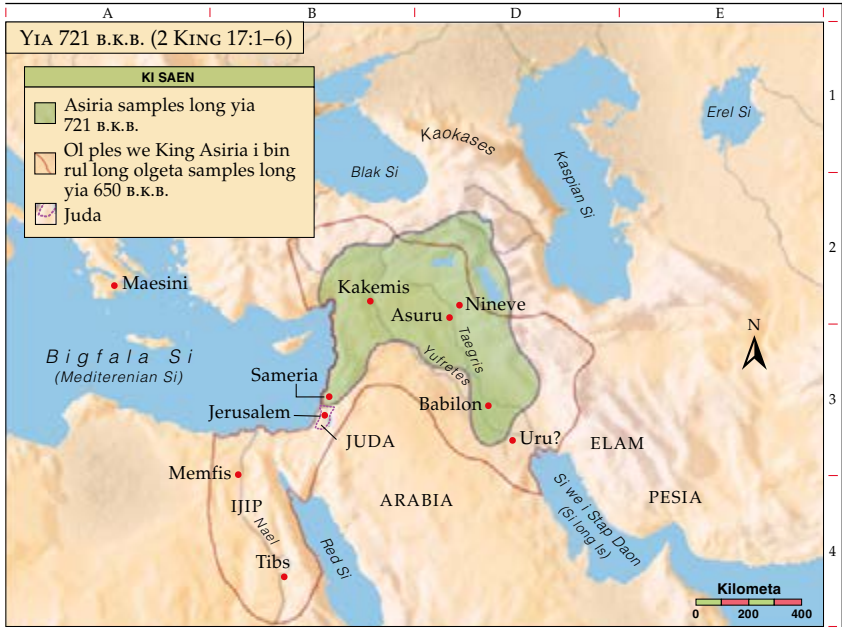 A B D E
YIA 721 B.K.B. (2 KING 17:1–6)
KI SAEN
Asiria samples long yia
721 B.K.B.
Ol ples we King Asiria i bin
rul long olgeta samples long
yia 650 B.K.B.
Juda
1
2
3
4
Kaokases
Erel Si
Blak Si
Kaspian Si
Maesini
Kakemis
Nineve
Asuru
Taegris
Yufretes
N
Bigfala Si
(Mediterenian Si)
Sameria
Jerusalem
Babilon
JUDA
Uru?
ELAM
Memfis
IJIP
ARABIA
PESIA
Nael
Red Si
Si we i Stap Daon
(Si long Is)
Tibs
Kilometa
0 200 400